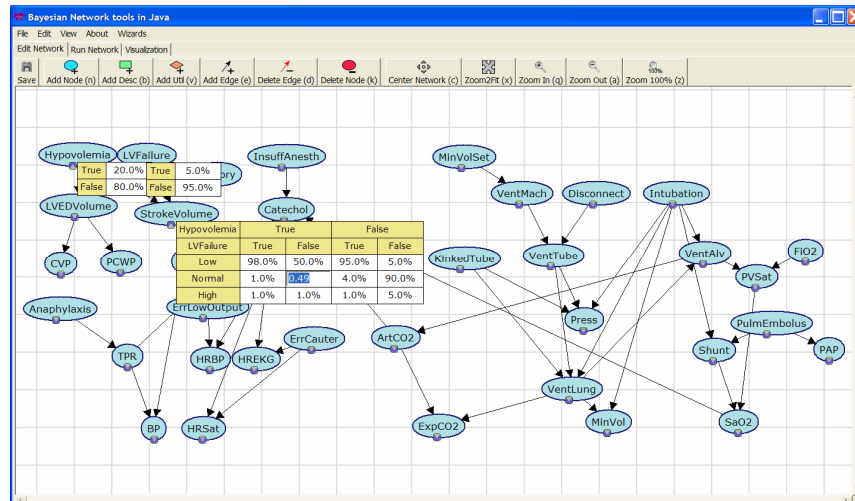 Bayesian Network tools in Java
File Edit View About Wizards
Edit Network Run Network Visualization
Save Add Node (n) Add Desc (b) Add Util (v) Add Edge (e) Delete Edge (d) Delete Node (k) Center Network (c) Zoom2Fit (x) Zoom In (q) Zoom Out (a) Zoom 100% (z)
Hypovolemia LVFailure InsuffAnesth MinVolSet
True 20.0% True 5.0% ory
False 80.0% False 95.0%
VentMach Disconnect Intubation
LVEDVolume StrokeVolume Catechol
Hypovolemia True False
LVFailure True False True False
Low 98.0% 50.0% 95.0% 5.0%
Normal 1.0% 0.49 4.0% 90.0%
High 1.0% 1.0% 1.0% 5.0%
CVP PCWP KinkedTube VentTube VentAlv FiO2
PVSat
Anaphylaxis ErrLowOutput Press PulmEmbolus
TPR HRBP HREKG ErrCauter ArtCO2 Shunt PAP
VentLung
BP HRSat ExpCO2 MinVol SaO2